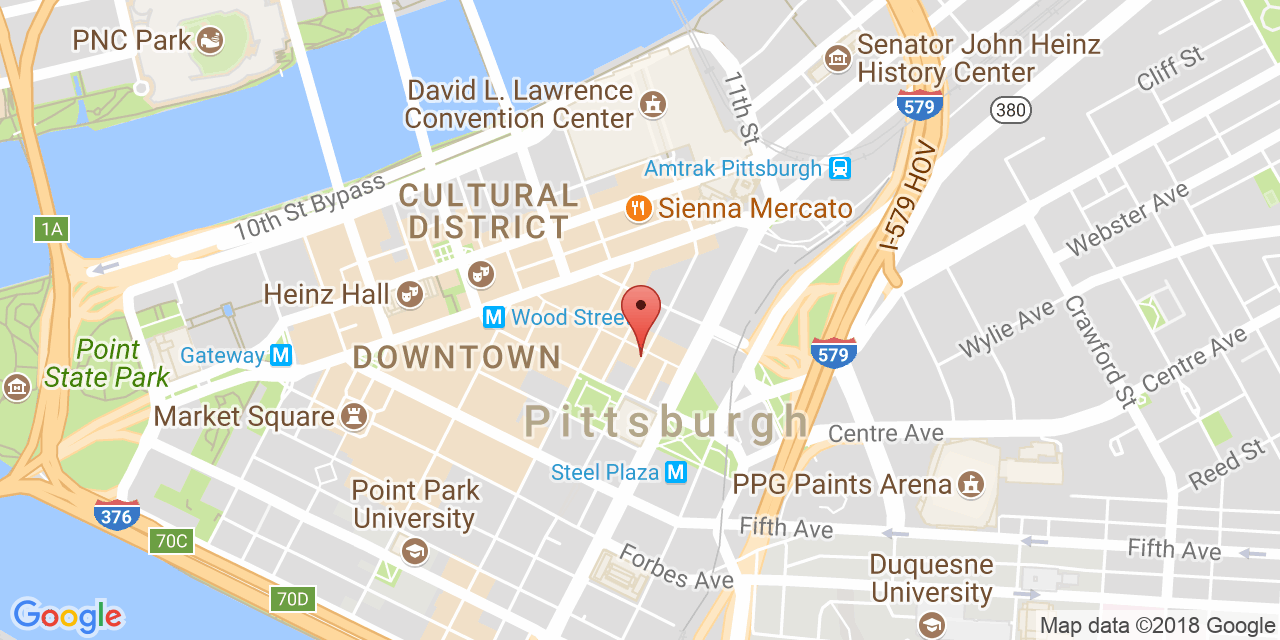 PNC Park
Senator John Heinz
History Center
Cliff St
11th St
579
380
David L. Lawrence
Convention Center
I-579 HOV
Amtrak Pittsburgh
CULTURAL
DISTRICT
Sienna Mercato
10th St Bypass
Webster Ave
1A
Heinz Hall
M Wood Street
Wylie Ave
Crawford St
Centre Ave
Point
State Park
Gateway M
DOWNTOWN
579
Market Square
Pittsburgh
Centre Ave
Reed St
Steel Plaza M
PPG Paints Arena
Point Park
University
376
70C
Fifth Ave
Fifth Ave
Forbes Ave
Duquesne
University
70D
Google
Map data ©2018 Google